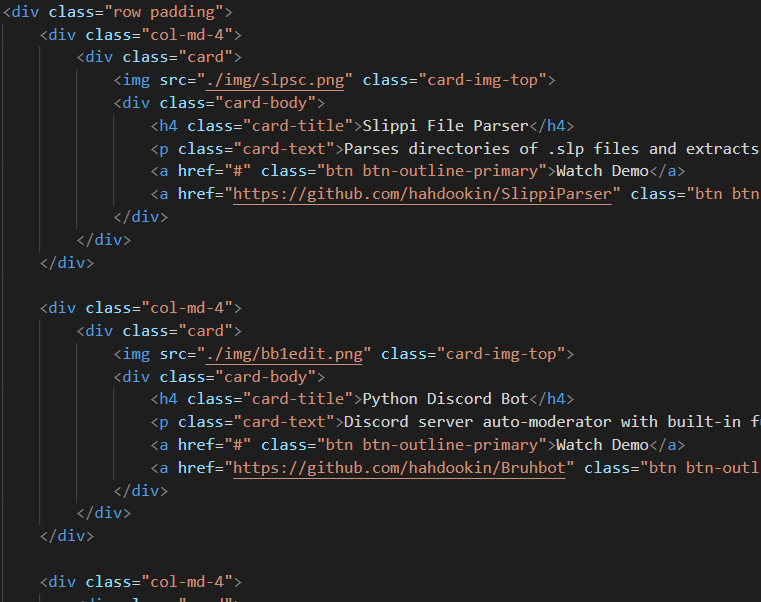 <div class="row padding">
<div class="col-md-4">
<div class="card">
<img src="./img/slpsc.png" class="card-img-top">
<div class="card-body">
<h4 class="card-title">Slippi File Parser</h4>
<p class="card-text">Parses directories of .slp files and extracts
<a href="#" class="btn btn-outline-primary">Watch Demo</a>
<a href="https://github.com/hahdookin/SlippiParser" class="btn btn
</div>
</div>
</div>
<div class="col-md-4">
<div class="card">
<img src="./img/bb1edit.png" class="card-img-top">
<div class="card-body">
<h4 class="card-title">Python Discord Bot</h4>
<p class="card-text">Discord server auto-moderator with built-in
<a href="#" class="btn btn-outline-primary">Watch Demo</a>
<a href="https://github.com/hahdookin/Bruhbot" class="btn btn-outl
</div>
</div>
</div>
<div class="col-md-4">